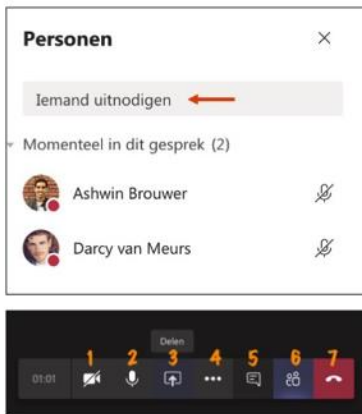 Personen
Iemand uitnodigen
Momenteel in dit gesprek (2)
Ashwin Brouwer
Darcy van Meurs
Delen
1 2 3 4 5 6 7
01:01